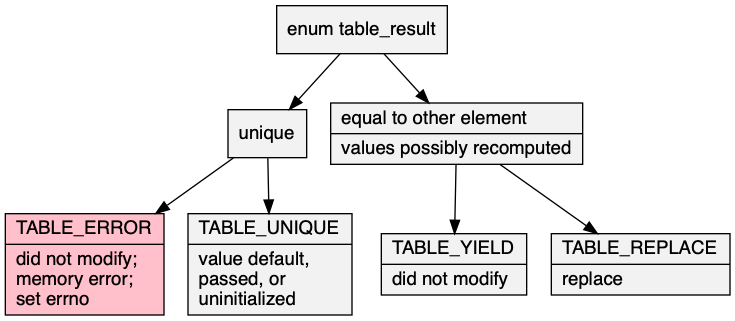 enum table_result
unique
equal to other element
values possibly recomputed
TABLE_ERROR
did not modify;
memory error;
set errno
TABLE_UNIQUE
value default,
passed, or
uninitialized
TABLE_YIELD
did not modify
TABLE_REPLACE
replace